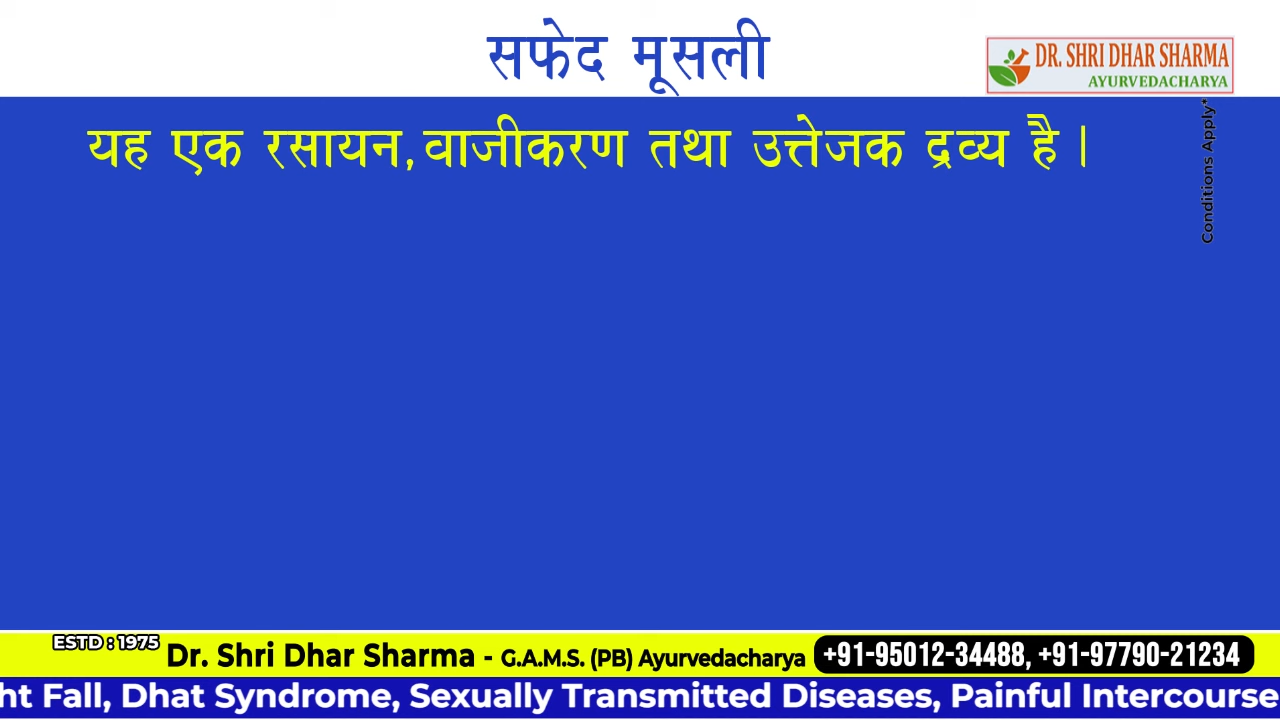 सफेद मूसली
DR. SHRI DHAR SHARMA
AYURVEDACHARYA
यह एक रसायन,वाजीकरण तथा उत्तेजक द्रव्य है।
Conditions Apply*
ESTD : 1975
Dr. Shri Dhar Sharma - G.A.M.S. (PB) Ayurvedacharya
+91-95012-34488, +91-97790-21234
ht Fall, Dhat Syndrome, Sexually Transmitted Diseases, Painful Intercourse